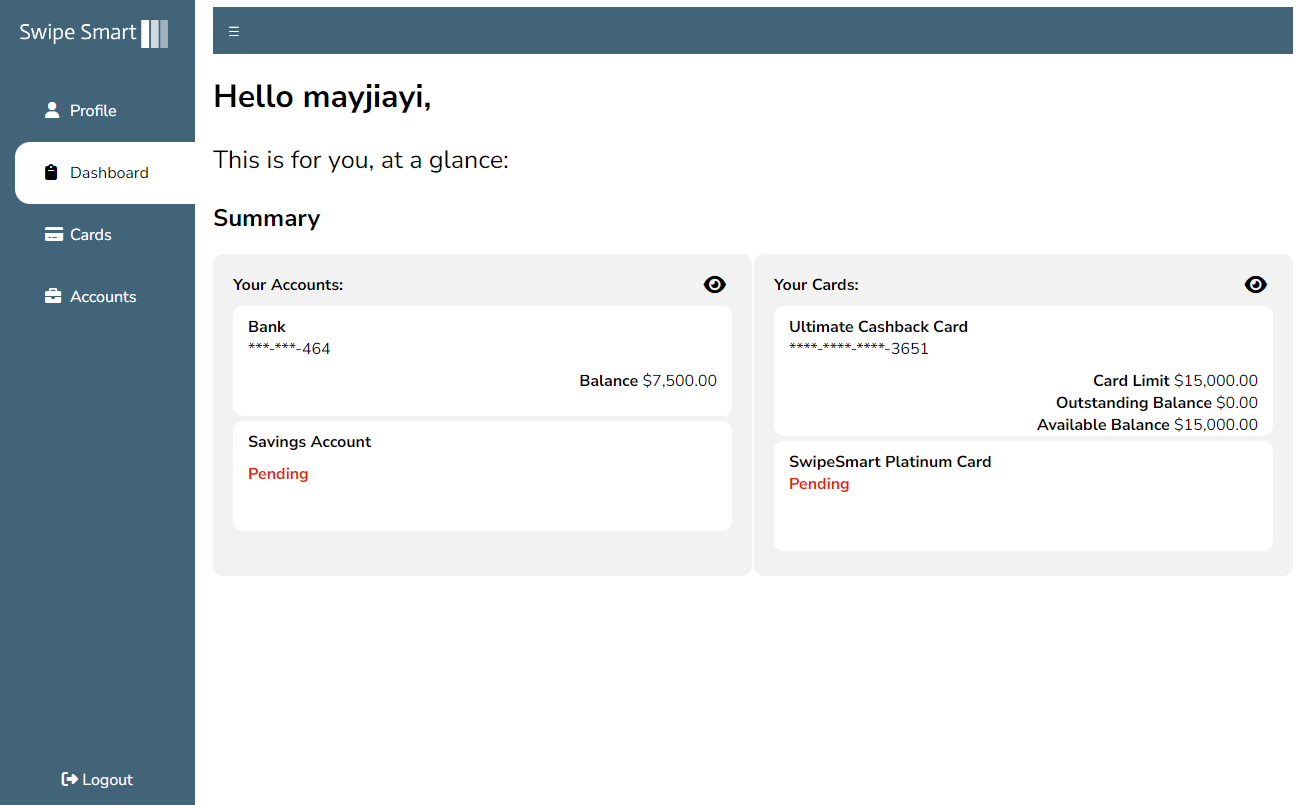 Swipe Smart
Profile
Dashboard
Cards
Accounts
Logout
Hello mayjiayi,
This is for you, at a glance:
Summary
Your Accounts:
Bank
***-***-464
Balance $7,500.00
Savings Account
Pending
Your Cards:
Ultimate Cashback Card
****-****-****-3651
Card Limit $15,000.00
Outstanding Balance $0.00
Available Balance $15,000.00
SwipeSmart Platinum Card
Pending